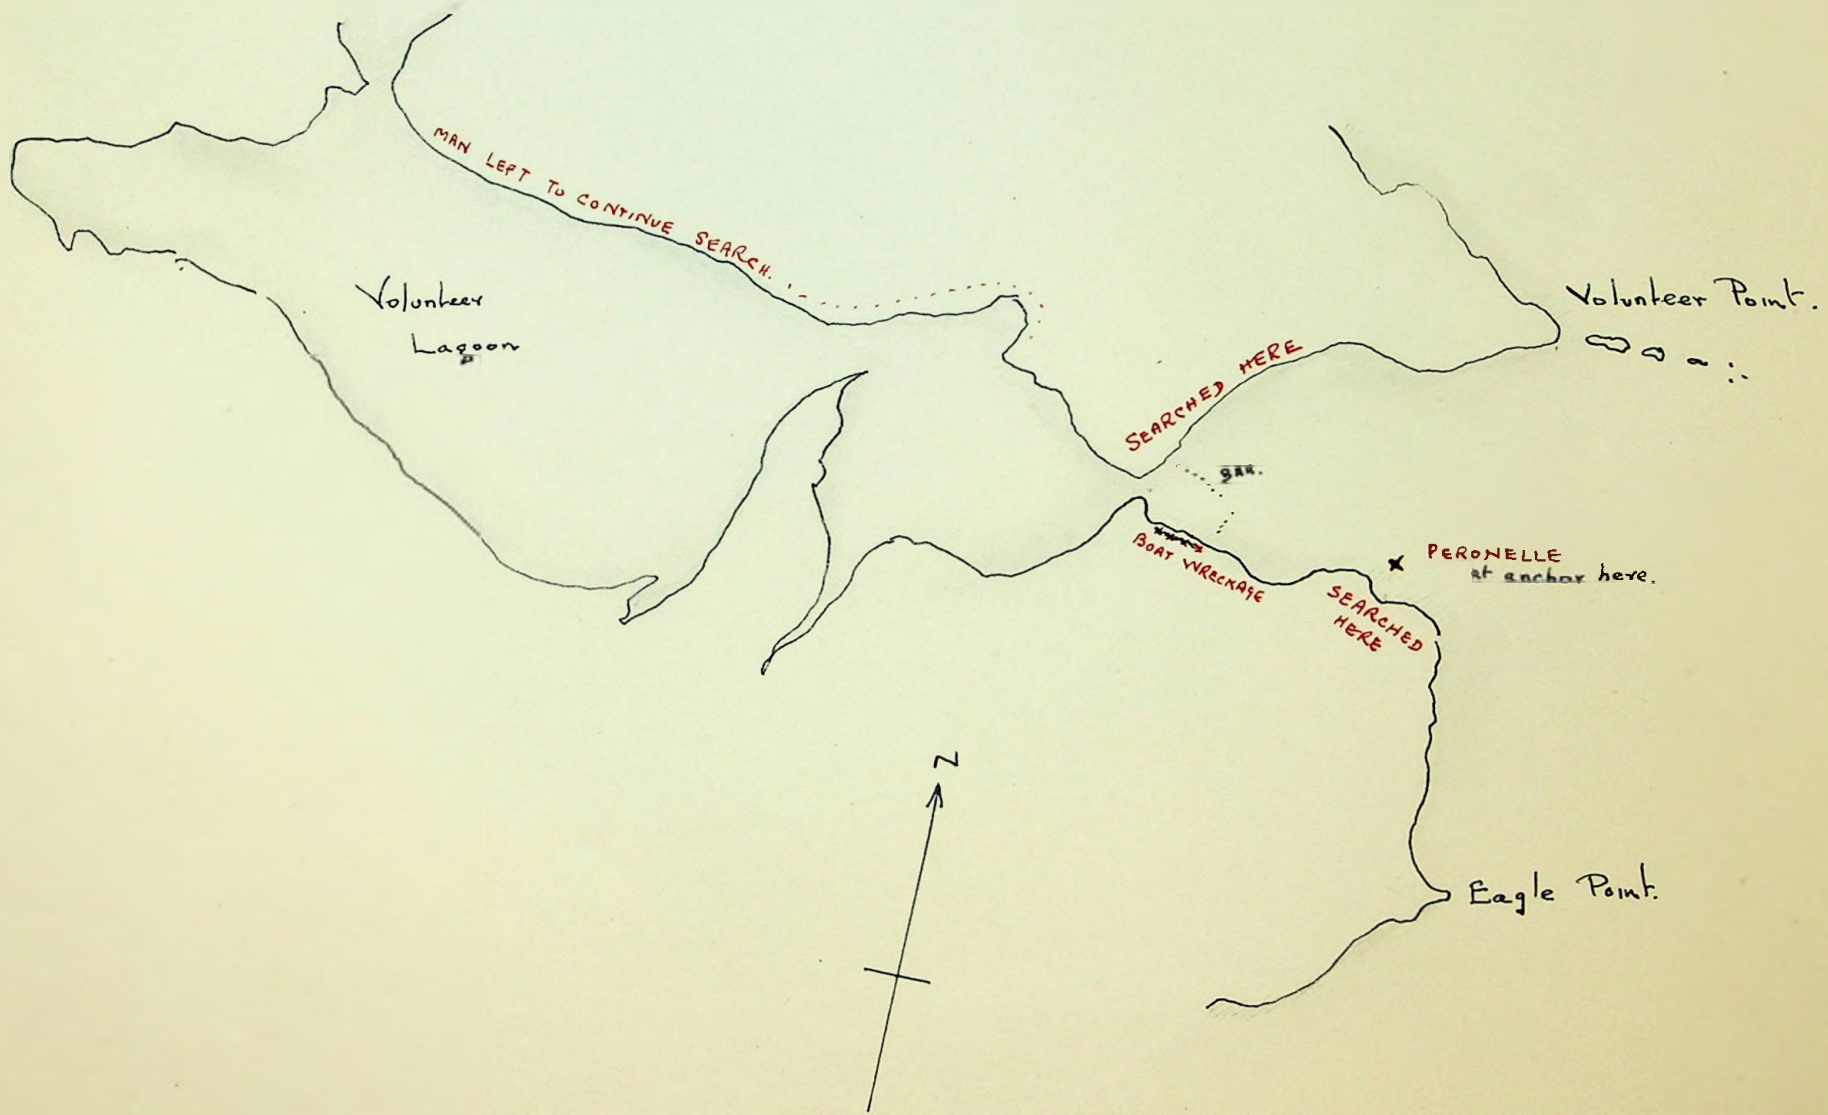 MAN LEFT TO CONTINUE SEARCH.
Volunteer
Lagoon
Volunteer Point.
SEARCHED HERE
BAR.
BOAT WRECKAGE
PERONELLE
at anchor here.
SEARCHED
HERE
N
Eagle Point.